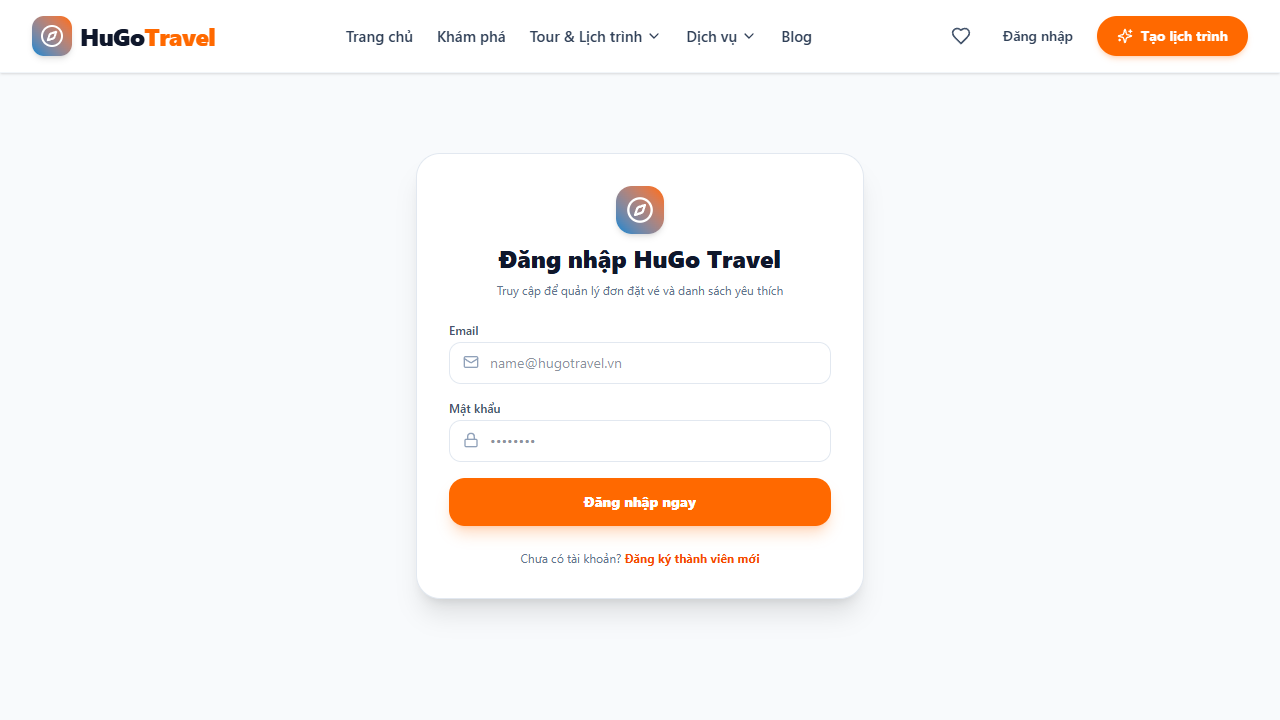 HuGoTravel
Trang chủ
Khám phá
Tour & Lịch trình
Dịch vụ
Blog
Đăng nhập
Tạo lịch trình
Đăng nhập HuGo Travel
Truy cập để quản lý đơn đặt vé và danh sách yêu thích
Email
name@hugotravel.vn
Mật khẩu
••••••••
Đăng nhập ngay
Chưa có tài khoản? Đăng ký thành viên mới